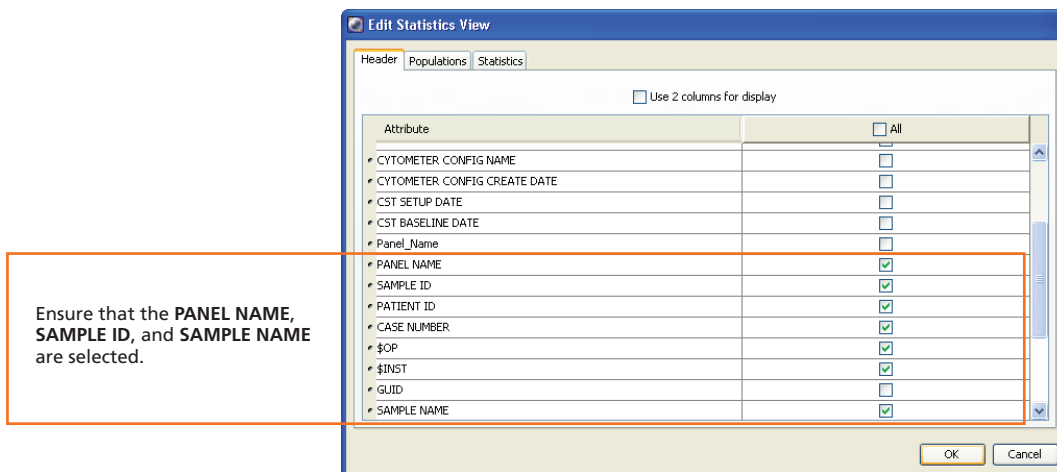 Edit Statistics View
Header Populations Statistics
Use 2 columns for display
Attribute All
CYTOMETER CONFIG NAME
CYTOMETER CONFIG CREATE DATE
CST SETUP DATE
CST BASELINE DATE
Panel_Name
PANEL NAME
SAMPLE ID
PATIENT ID
CASE NUMBER
$OP
$INST
GUID
SAMPLE NAME
Ensure that the PANEL NAME,
SAMPLE ID, and SAMPLE NAME
are selected.
OK Cancel